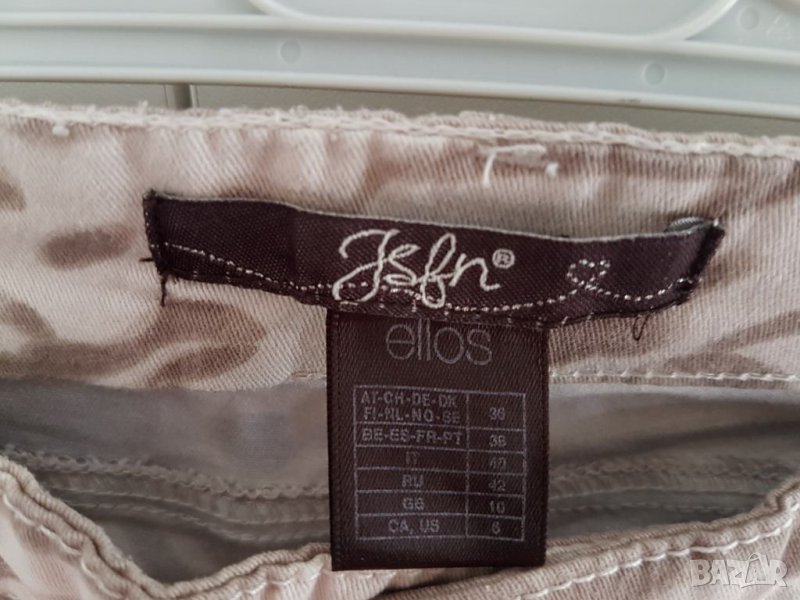 Jsfn®
ellos
AT-CH-DE-DK
FI-NL-NO-SE 36
BE-ES-FR-PT 38
IT 40
RU 42
GB 10
CA, US 6
BAZAR